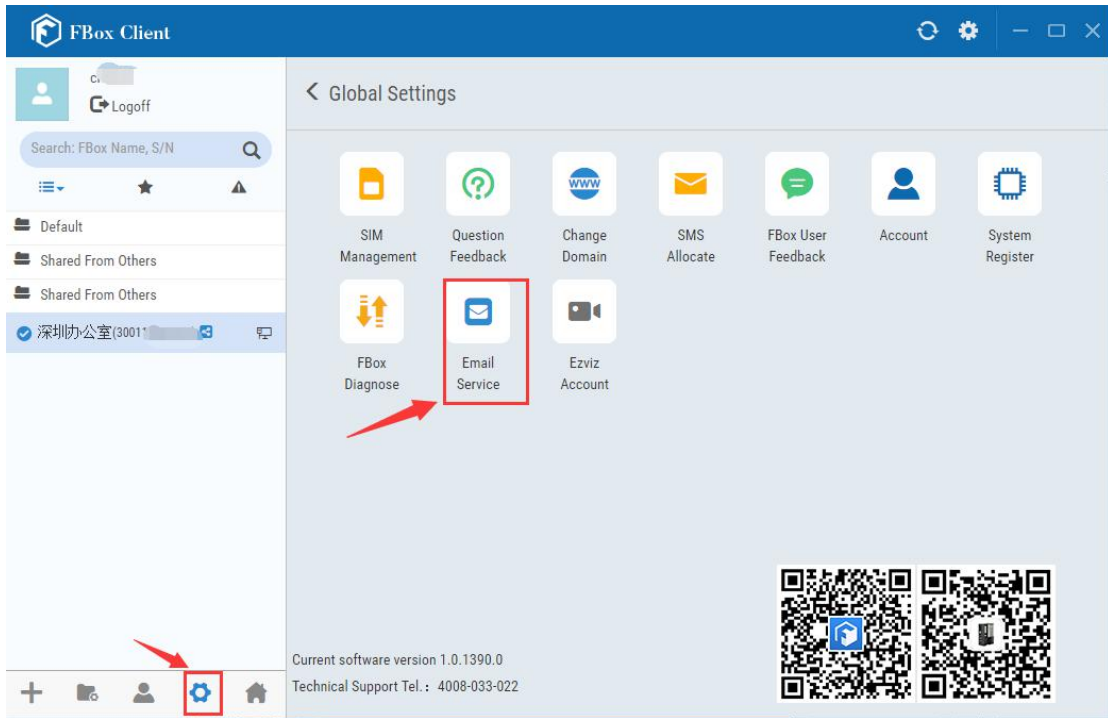 FBox Client
Logoff
Global Settings
Search: FBox Name, S/N
Default
Shared From Others
Shared From Others
深圳办公室(3001
SIM
Management
Question
Feedback
www
Change
Domain
SMS
Allocate
FBox User
Feedback
Account
System
Register
FBox
Diagnose
Email
Service
Ezviz
Account
Current software version 1.0.1390.0
Technical Support Tel.：4008-033-022